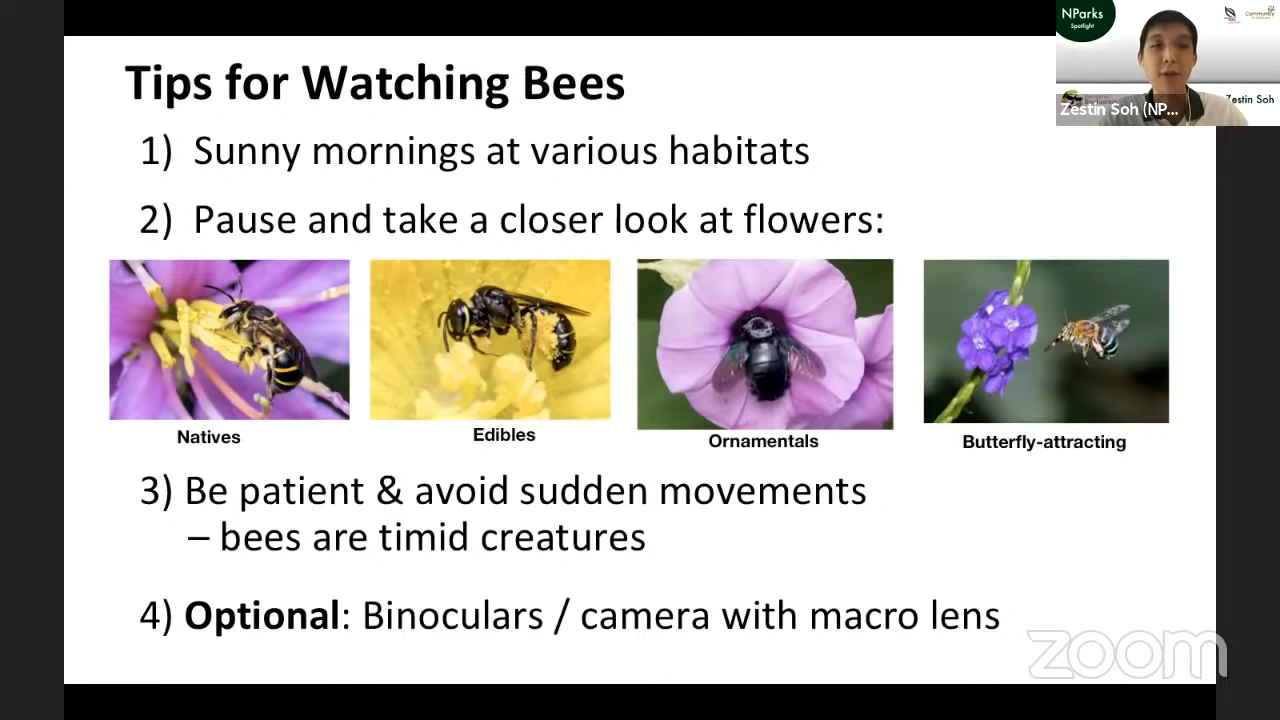 Tips for Watching Bees
1) Sunny mornings at various habitats
2) Pause and take a closer look at flowers:
Natives
Edibles
Ornamentals
Butterfly-attracting
3) Be patient & avoid sudden movements
– bees are timid creatures
4) Optional: Binoculars / camera with macro lens
NParks
Spotlight
Community
Zestin Soh
Zestin Soh (NP...
zoom